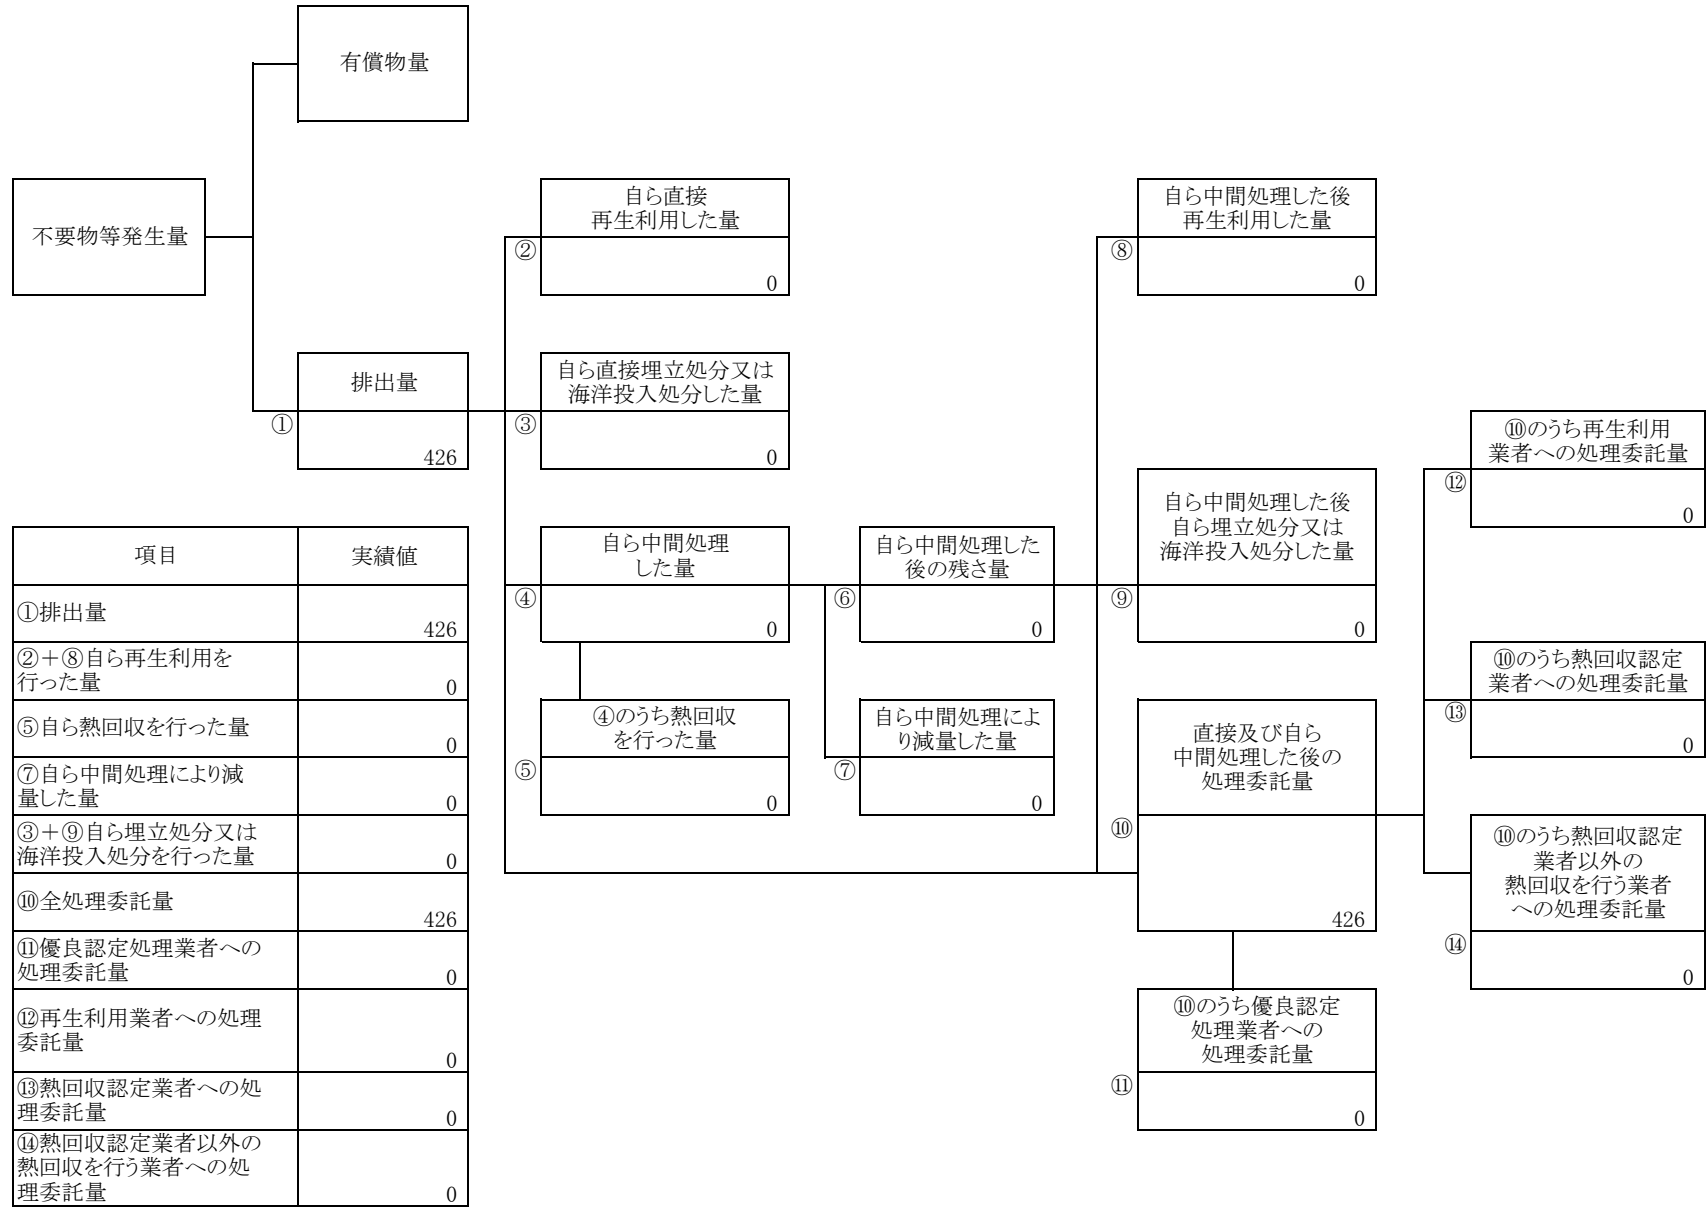 有償物量
不要物等発生量
自ら直接
再生利用した量
②
0
自ら中間処理した後
再生利用した量
⑧
0
排出量
①
426
自ら直接埋立処分又は
海洋投入処分した量
③
0
⑩のうち再生利用
業者への処理委託量
⑫
0
自ら中間処理した後
自ら埋立処分又は
海洋投入処分した量
⑨
0
自ら中間処理
した量
④
0
自ら中間処理した
後の残さ量
⑥
0
⑩のうち熱回収認定
業者への処理委託量
⑬
0
④のうち熱回収
を行った量
⑤
0
自ら中間処理によ
り減量した量
⑦
0
直接及び自ら
中間処理した後の
処理委託量
⑩
426
⑩のうち熱回収認定
業者以外の
熱回収を行う業者
への処理委託量
⑭
0
⑩のうち優良認定
処理業者への
処理委託量
⑪
0
項目 実績値
①排出量
426
②＋⑧自ら再生利用を
行った量
0
⑤自ら熱回収を行った量
0
⑦自ら中間処理により減
量した量
0
③＋⑨自ら埋立処分又は
海洋投入処分を行った量
0
⑩全処理委託量
426
⑪優良認定処理業者への
処理委託量
0
⑫再生利用業者への処理
委託量
0
⑬熱回収認定業者への処
理委託量
0
⑭熱回収認定業者以外の
熱回収を行う業者への処
理委託量
0